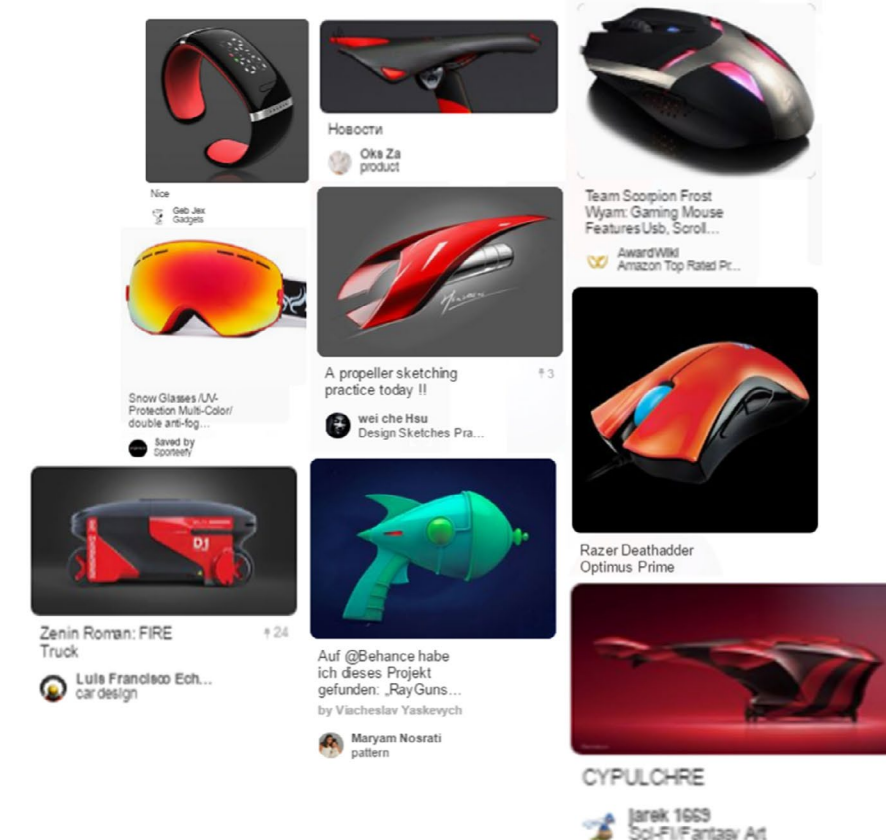 Nice
Geb Jex
Gadgets
Snow Glasses /UV-
Protection Multi-Color/
double anti-fog...
Saved by
Sporteefy
D1
Zenin Roman: FIRE
Truck
24
Luis Francisco Ech...
car design
Новости
Oks Za
product
A propeller sketching
practice today !!
3
wei che Hsu
Design Sketches Pra...
Auf @Behance habe
ich dieses Projekt
gefunden: „RayGuns...
by Viacheslav Yaskevych
Maryam Nosrati
pattern
Team Scorpion Frost
Wyam: Gaming Mouse
Features Usb, Scroll...
AwardWiki
Amazon Top Rated Pr...
Razer Deathadder
Optimus Prime
CYPULCHRE
jarek 1669
Sci-Fi/Fantasy Art